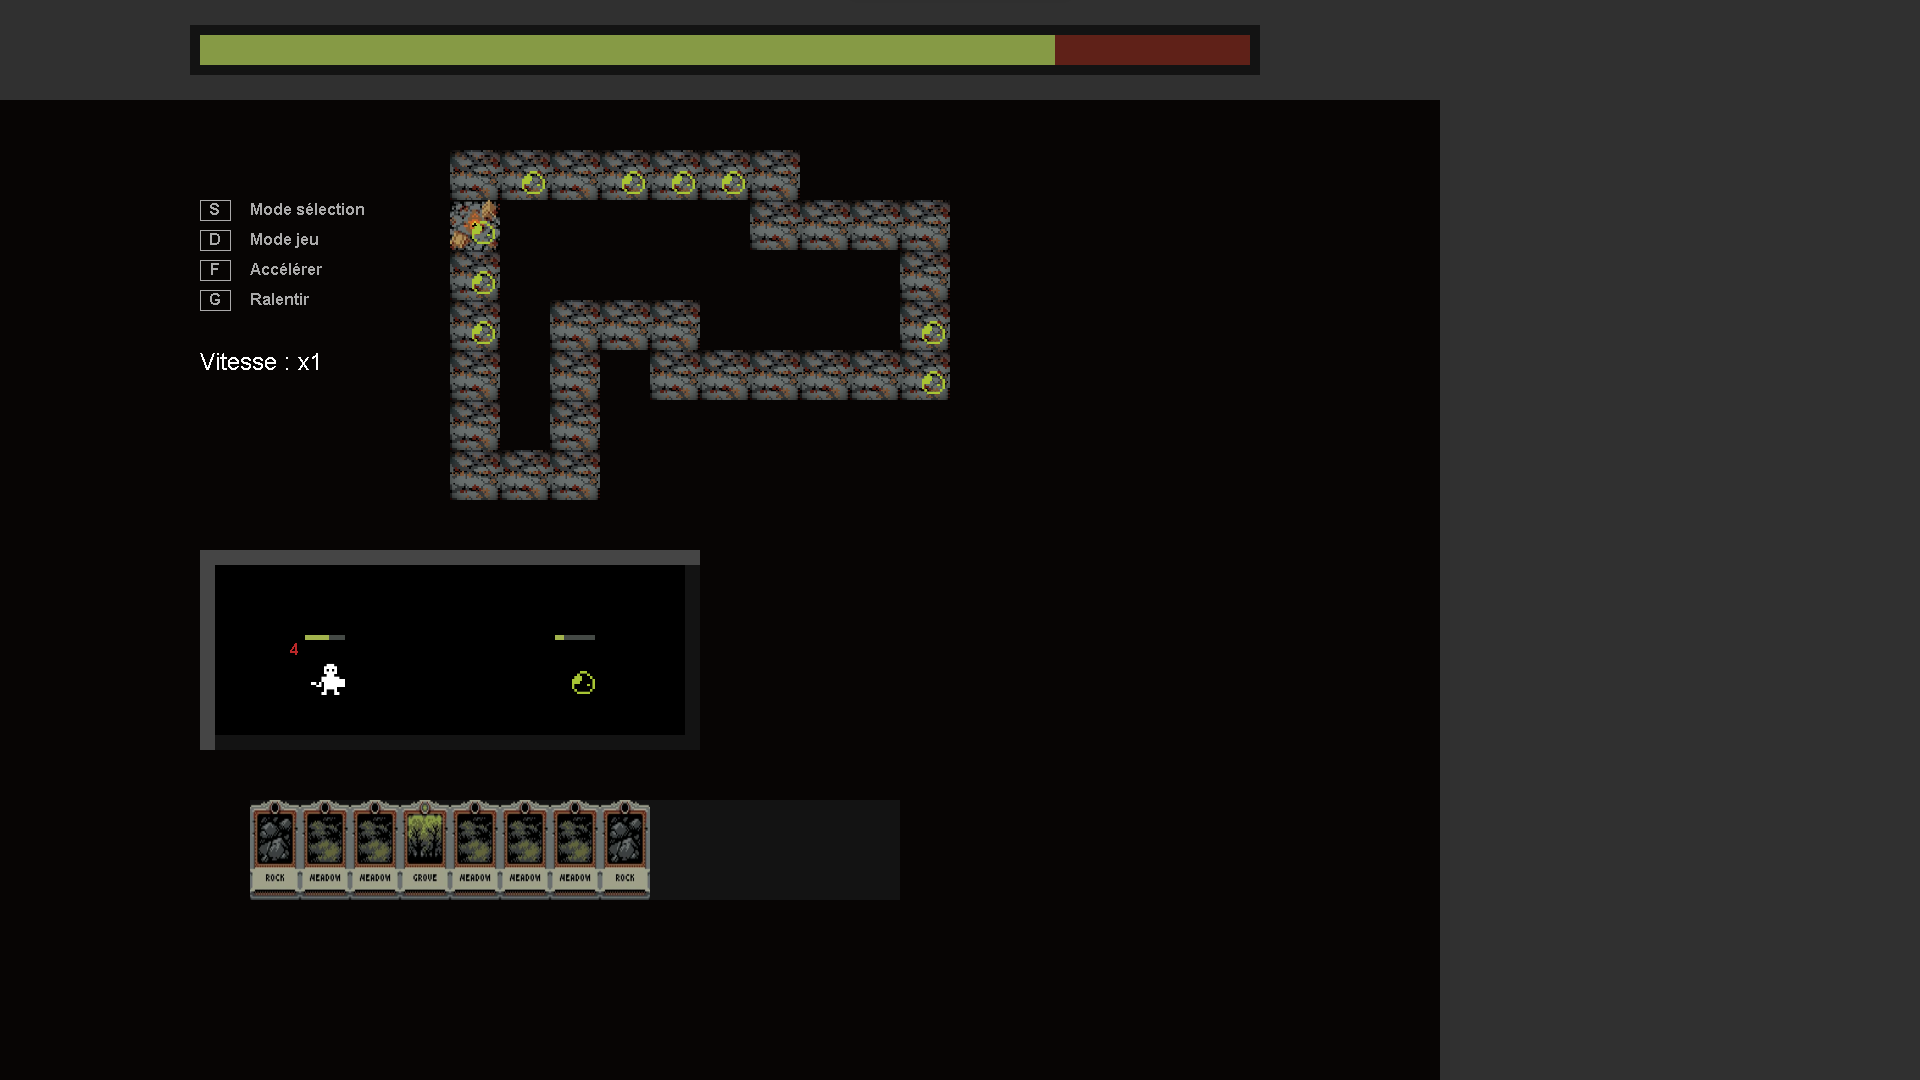 S Mode sélection
D Mode jeu
F Accélérer
G Ralentir
Vitesse : x1
4
ROCK MEADOW MEADOW GROVE MEADOW MEADOW MEADOW ROCK